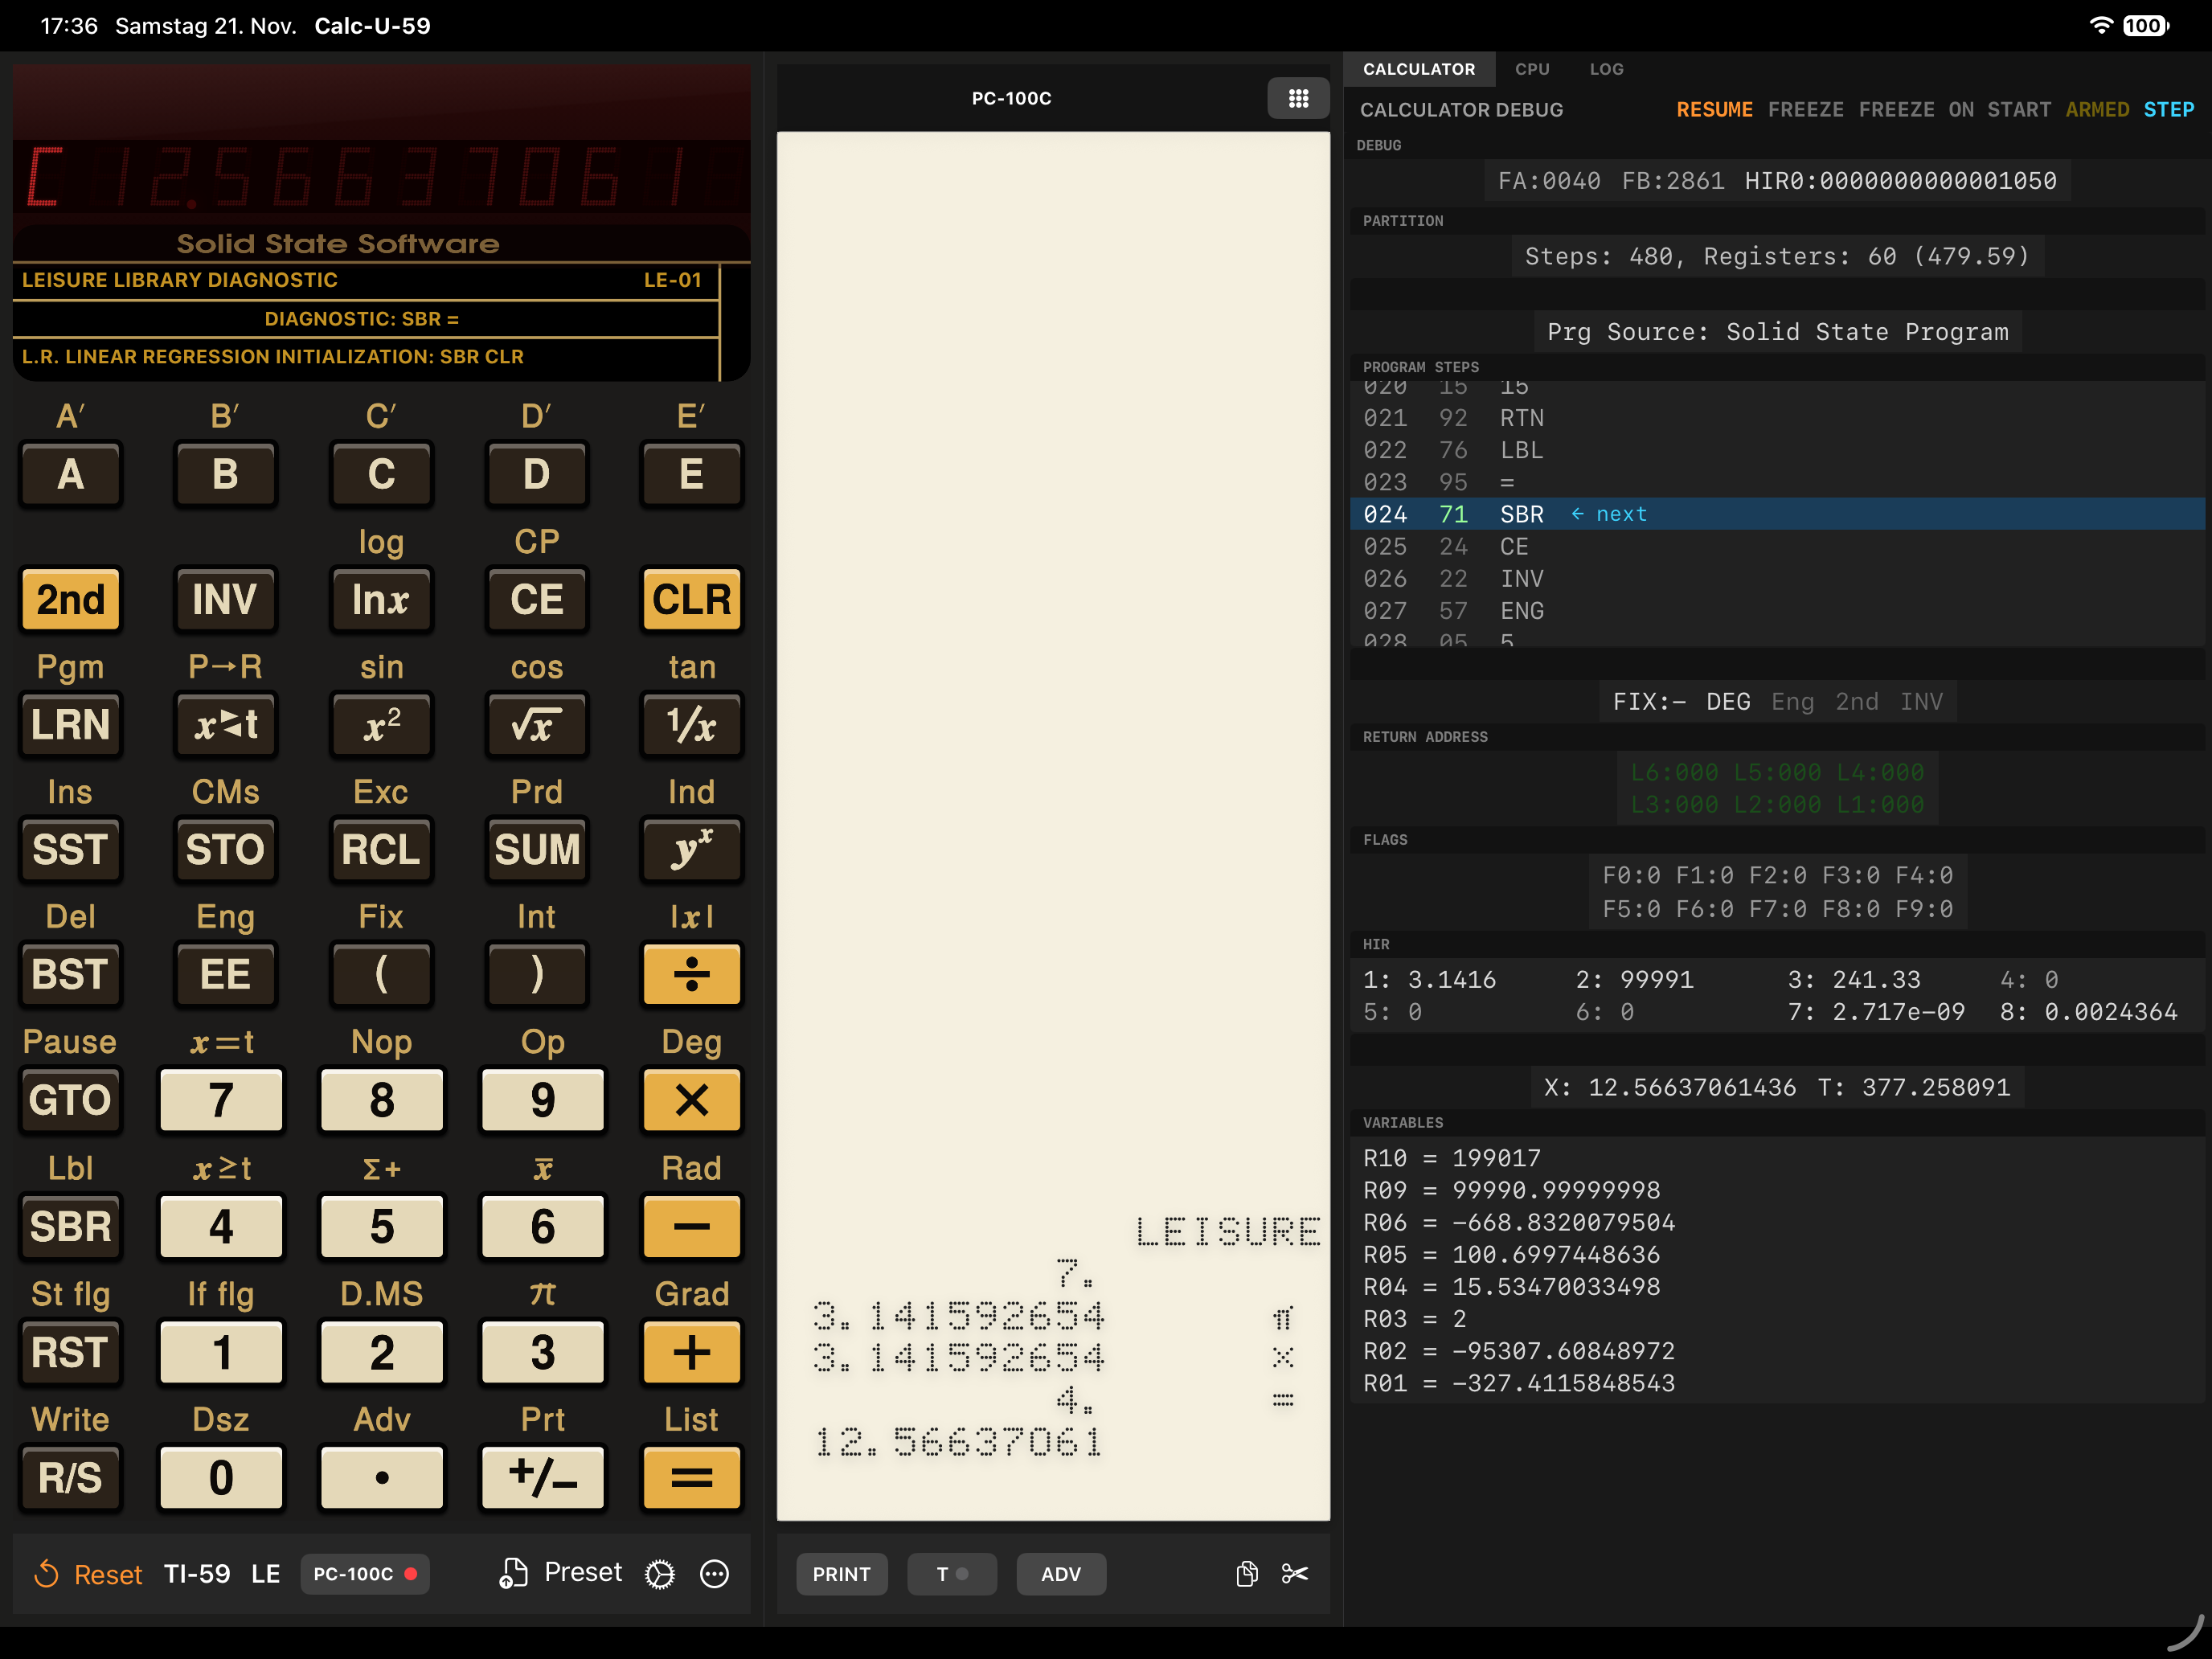 17:36 Samstag 21. Nov. Calc-U-59
100
C 12.56637061
Solid State Software
LEISURE LIBRARY DIAGNOSTIC LE-01
DIAGNOSTIC: SBR =
L.R. LINEAR REGRESSION INITIALIZATION: SBR CLR
A′ B′ C′ D′ E′
A B C D E
log CP
2nd INV lnx CE CLR
Pgm P→R sin cos tan
LRN x⇄t x² √x 1/x
Ins CMs Exc Prd Ind
SST STO RCL SUM yˣ
Del Eng Fix Int |x|
BST EE ( ) ÷
Pause x=t Nop Op Deg
GTO 7 8 9 ×
Lbl x≥t Σ+ x̅ Rad
SBR 4 5 6 −
St flg If flg D.MS π Grad
RST 1 2 3 +
Write Dsz Adv Prt List
R/S 0 • +/− =
Reset TI-59 LE PC-100C Preset
PC-100C
LEISURE
7.
3.141592654 π
3.141592654 ×
4. =
12.56637061
PRINT T ADV
CALCULATOR CPU LOG
CALCULATOR DEBUG RESUME FREEZE FREEZE ON START ARMED STEP
DEBUG
FA:0040 FB:2861 HIR0:0000000000001050
PARTITION
Steps: 480, Registers: 60 (479.59)
Prg Source: Solid State Program
PROGRAM STEPS
020 15 15
021 92 RTN
022 76 LBL
023 95 =
024 71 SBR ← next
025 24 CE
026 22 INV
027 57 ENG
028 05 5
FIX:- DEG Eng 2nd INV
RETURN ADDRESS
L6:000 L5:000 L4:000
L3:000 L2:000 L1:000
FLAGS
F0:0 F1:0 F2:0 F3:0 F4:0
F5:0 F6:0 F7:0 F8:0 F9:0
HIR
1: 3.1416 2: 99991 3: 241.33 4: 0
5: 0 6: 0 7: 2.717e-09 8: 0.0024364
X: 12.56637061436 T: 377.258091
VARIABLES
R10 = 199017
R09 = 99990.99999998
R06 = -668.8320079504
R05 = 100.6997448636
R04 = 15.53470033498
R03 = 2
R02 = -95307.60848972
R01 = -327.4115848543